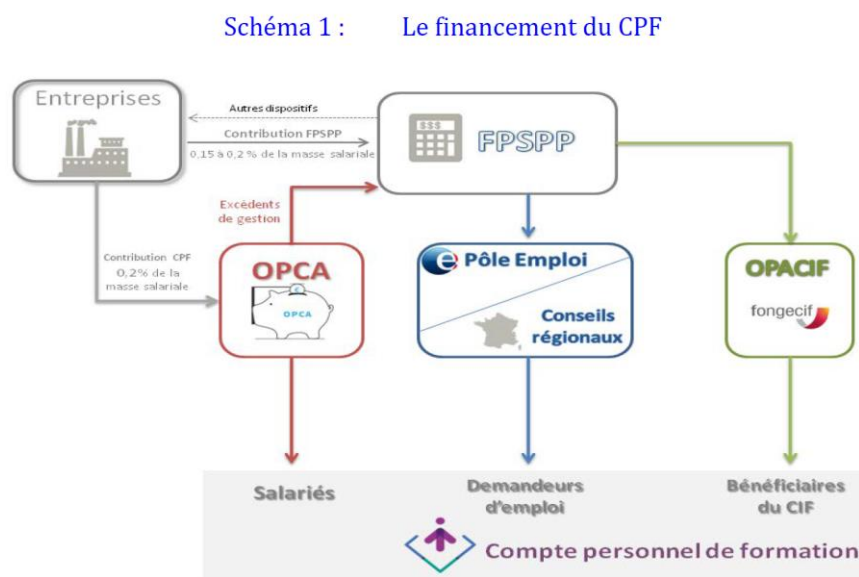 Schéma 1 : Le financement du CPF
Entreprises
Autres dispositifs
Contribution FPSPP
0,15 à 0,2 % de la masse salariale
$$$
FPSPP
Excédents
de gestion
Contribution CPF
0,2% de la
masse salariale
OPCA
€
OPCA
e Pôle Emploi
Conseils
régionaux
OPACIF
fongecif
Salariés
Demandeurs
d'emploi
Bénéficiaires
du CIF
Compte personnel de formation